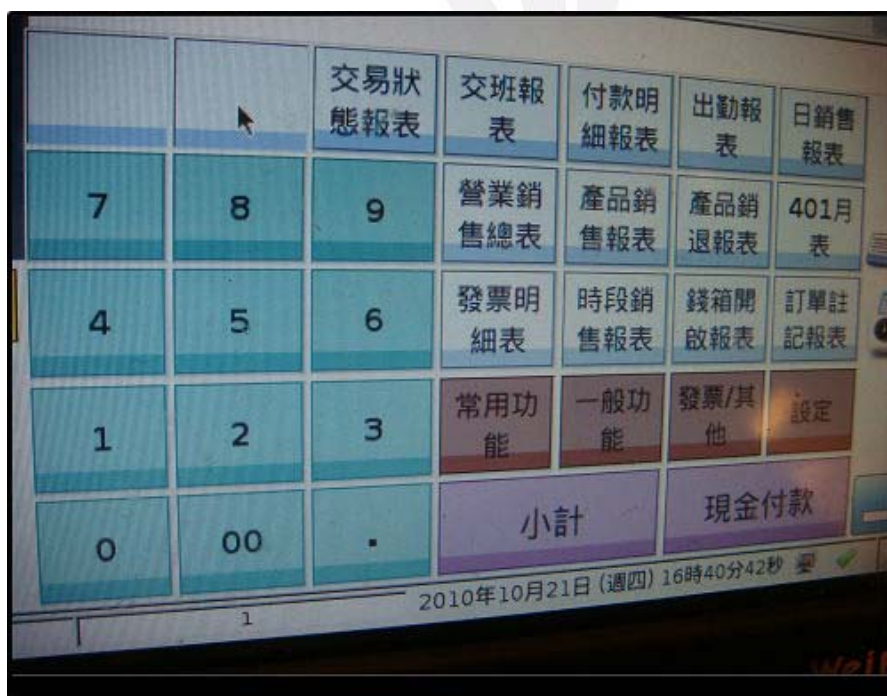 交易狀
態報表
交班報
表
付款明
細報表
出勤報
表
日銷售
報表
7
8
9
營業銷
售總表
產品銷
售報表
產品銷
退報表
401月
表
4
5
6
發票明
細表
時段銷
售報表
錢箱開
啟報表
訂單註
記報表
1
2
3
常用功
能
一般功
能
發票/其
他
設定
0
00
.
小計
現金付款
1
2010年10月21日 (週四) 16時40分42秒